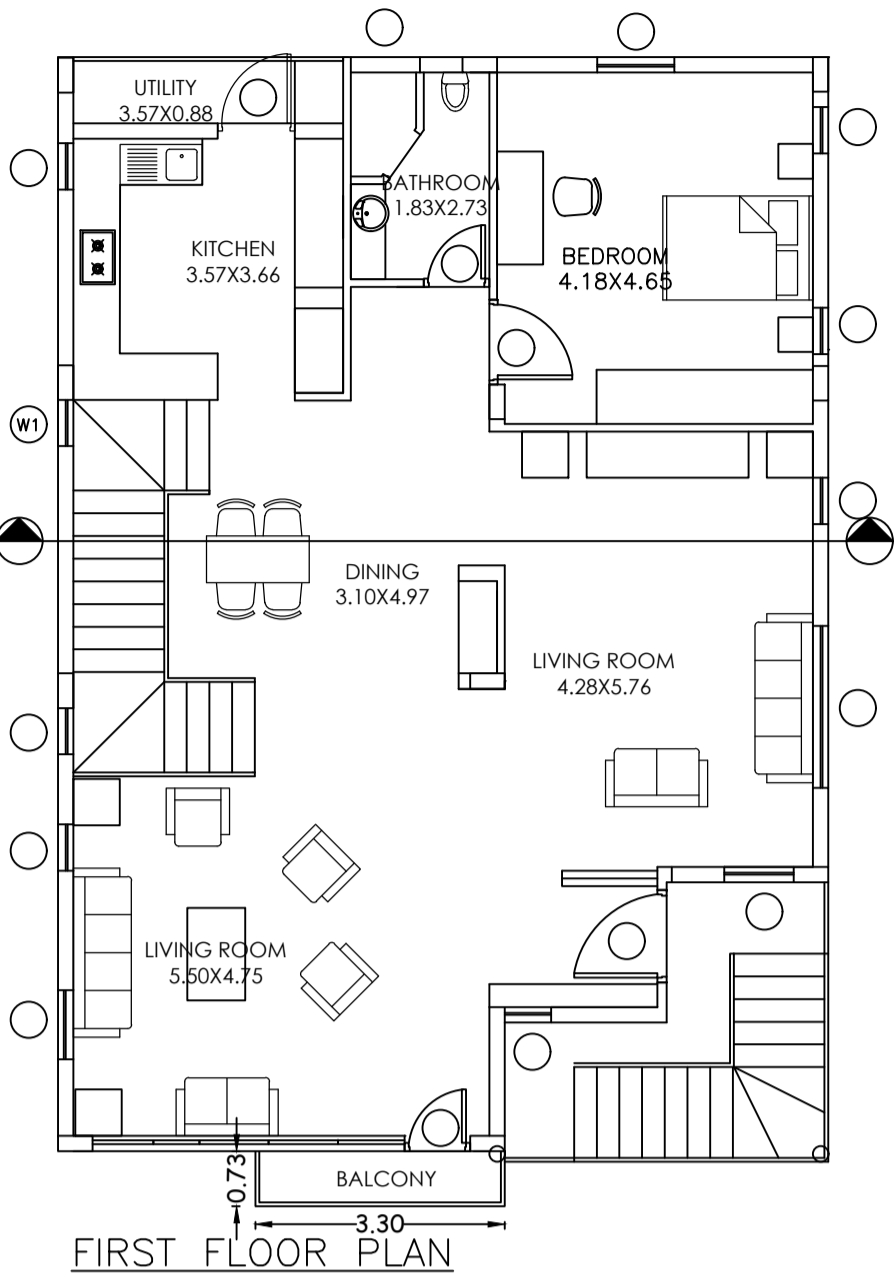 UTILITY
3.57X0.88
BATHROOM
1.83X2.73
KITCHEN
3.57X3.66
BEDROOM
4.18X4.65
W1
DINING
3.10X4.97
LIVING ROOM
4.28X5.76
LIVING ROOM
5.50X4.75
BALCONY
0.73
3.30
FIRST FLOOR PLAN